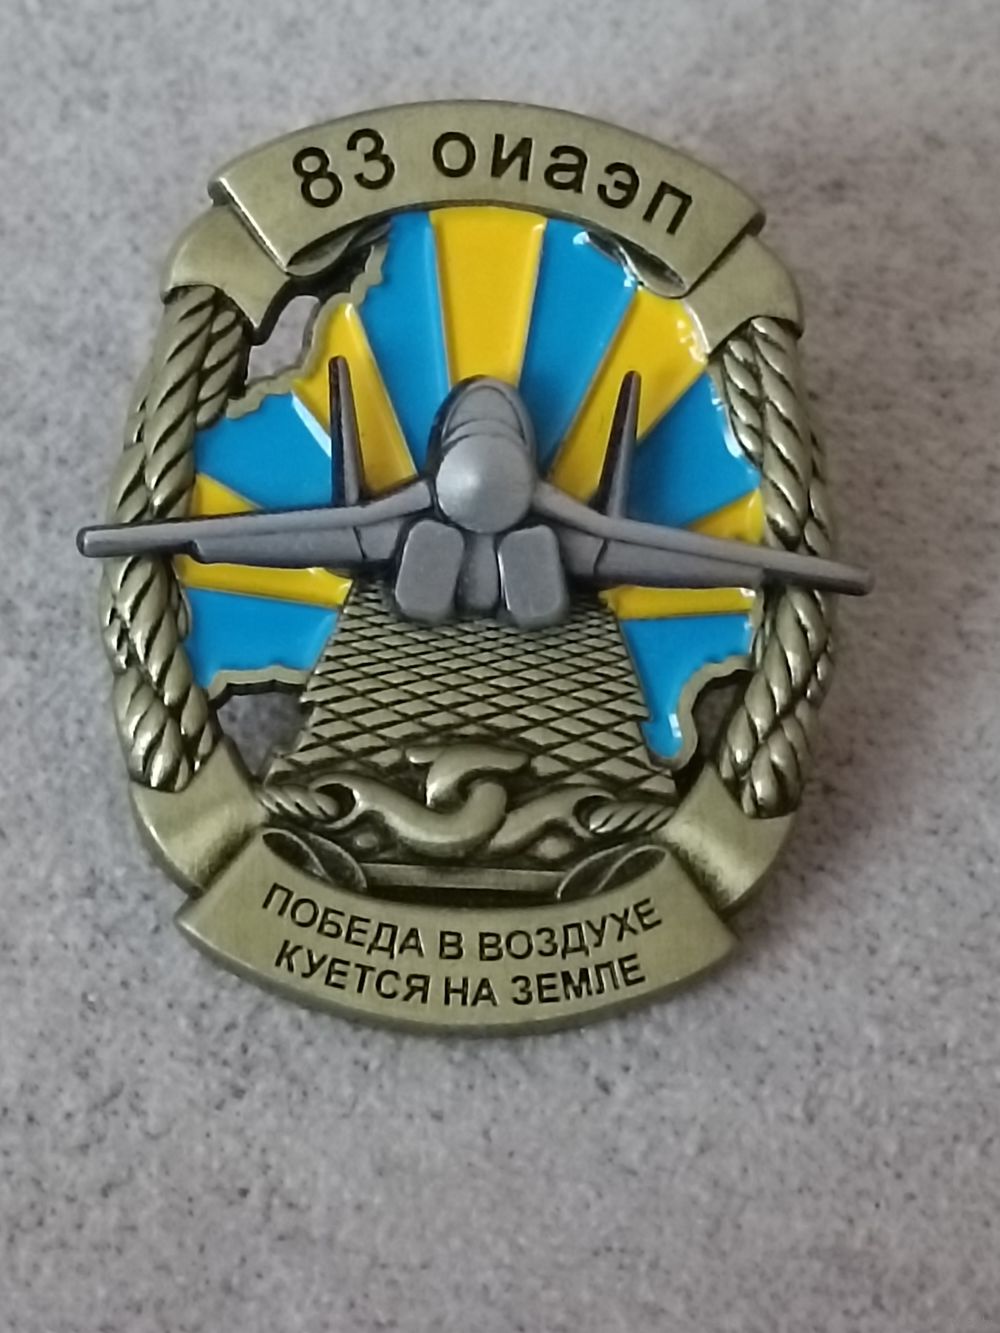 83 ОИАЭП
ПОБЕДА В ВОЗДУХЕ
КУЕТСЯ НА ЗЕМЛЕ